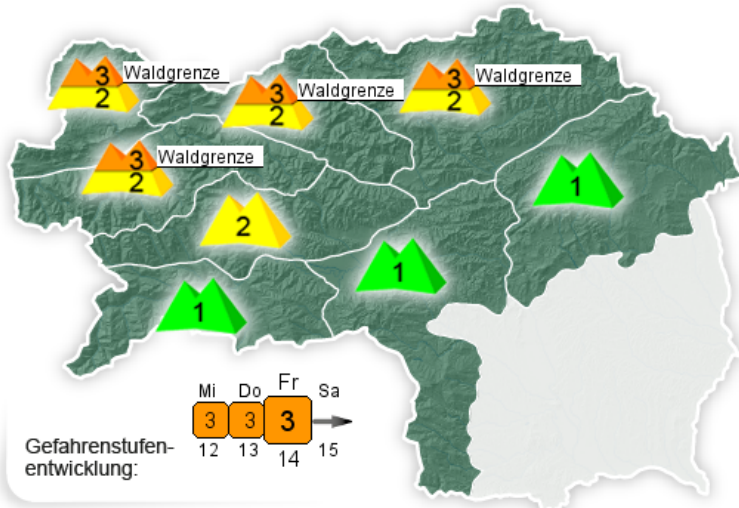 3 Waldgrenze
2
3 Waldgrenze
2
3 Waldgrenze
2
3 Waldgrenze
2
1
2
1
1
Mi Do Fr Sa
3 3 3
12 13 14 15
Gefahrenstufen-
entwicklung: